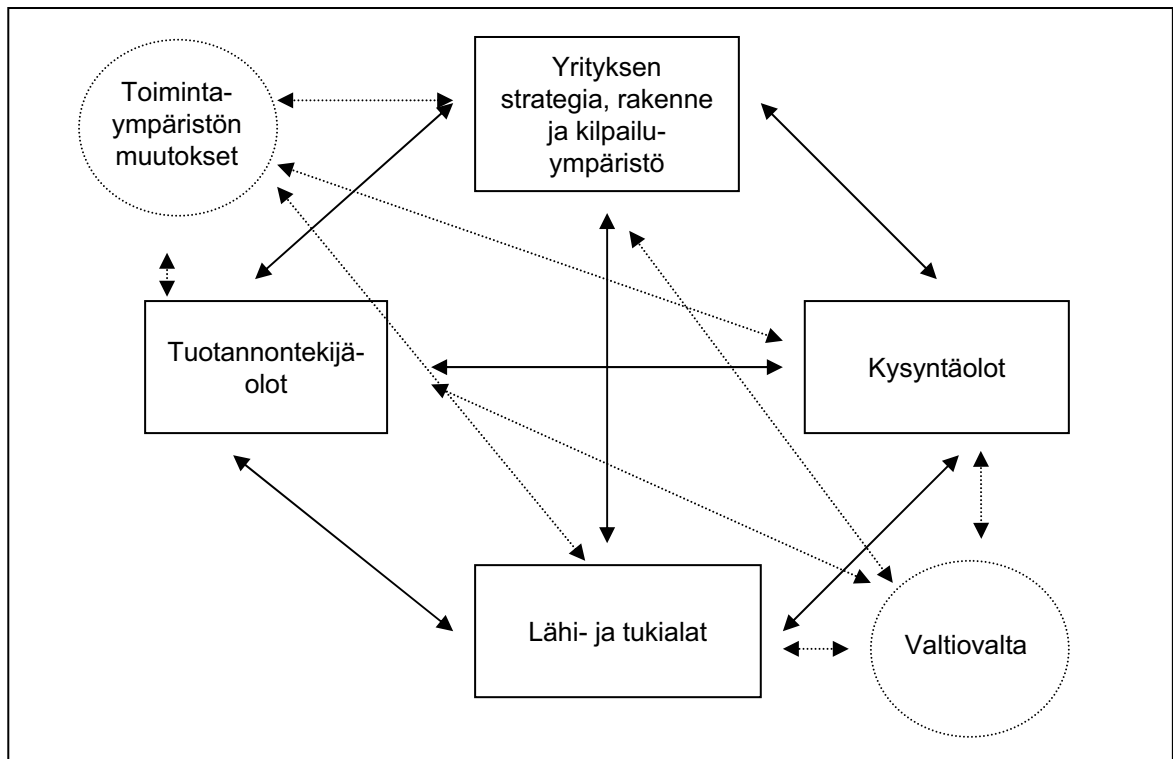 Toiminta-
ympäristön
muutokset
Yrityksen
strategia, rakenne
ja kilpailu-
ympäristö
Tuotannontekijä-
olot
Kysyntäolot
Lähi- ja tukialat
Valtiovalta